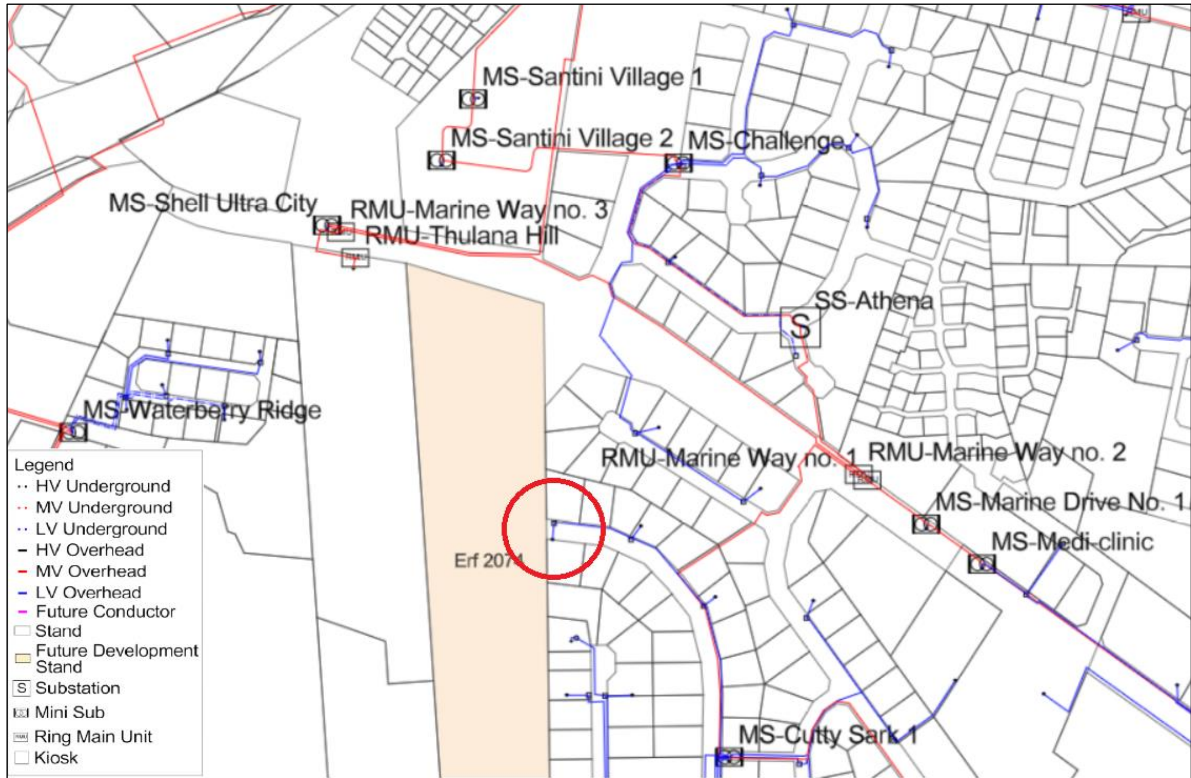 MS-Santini Village 1
MS-Santini Village 2
MS-Challenge
MS-Shell Ultra City
RMU-Marine Way no. 3
RMU-Thulana Hill
RMU
SS-Athena
S
MS-Waterberry Ridge
RMU-Marine Way no. 1
RMU-Marine Way no. 2
MS-Marine Drive No. 1
MS-Medi-clinic
Erf 2074
MS-Cutty Sark 1
Legend
HV Underground
MV Underground
LV Underground
HV Overhead
MV Overhead
LV Overhead
Future Conductor
Stand
Future Development
Stand
S Substation
Mini Sub
Ring Main Unit
Kiosk